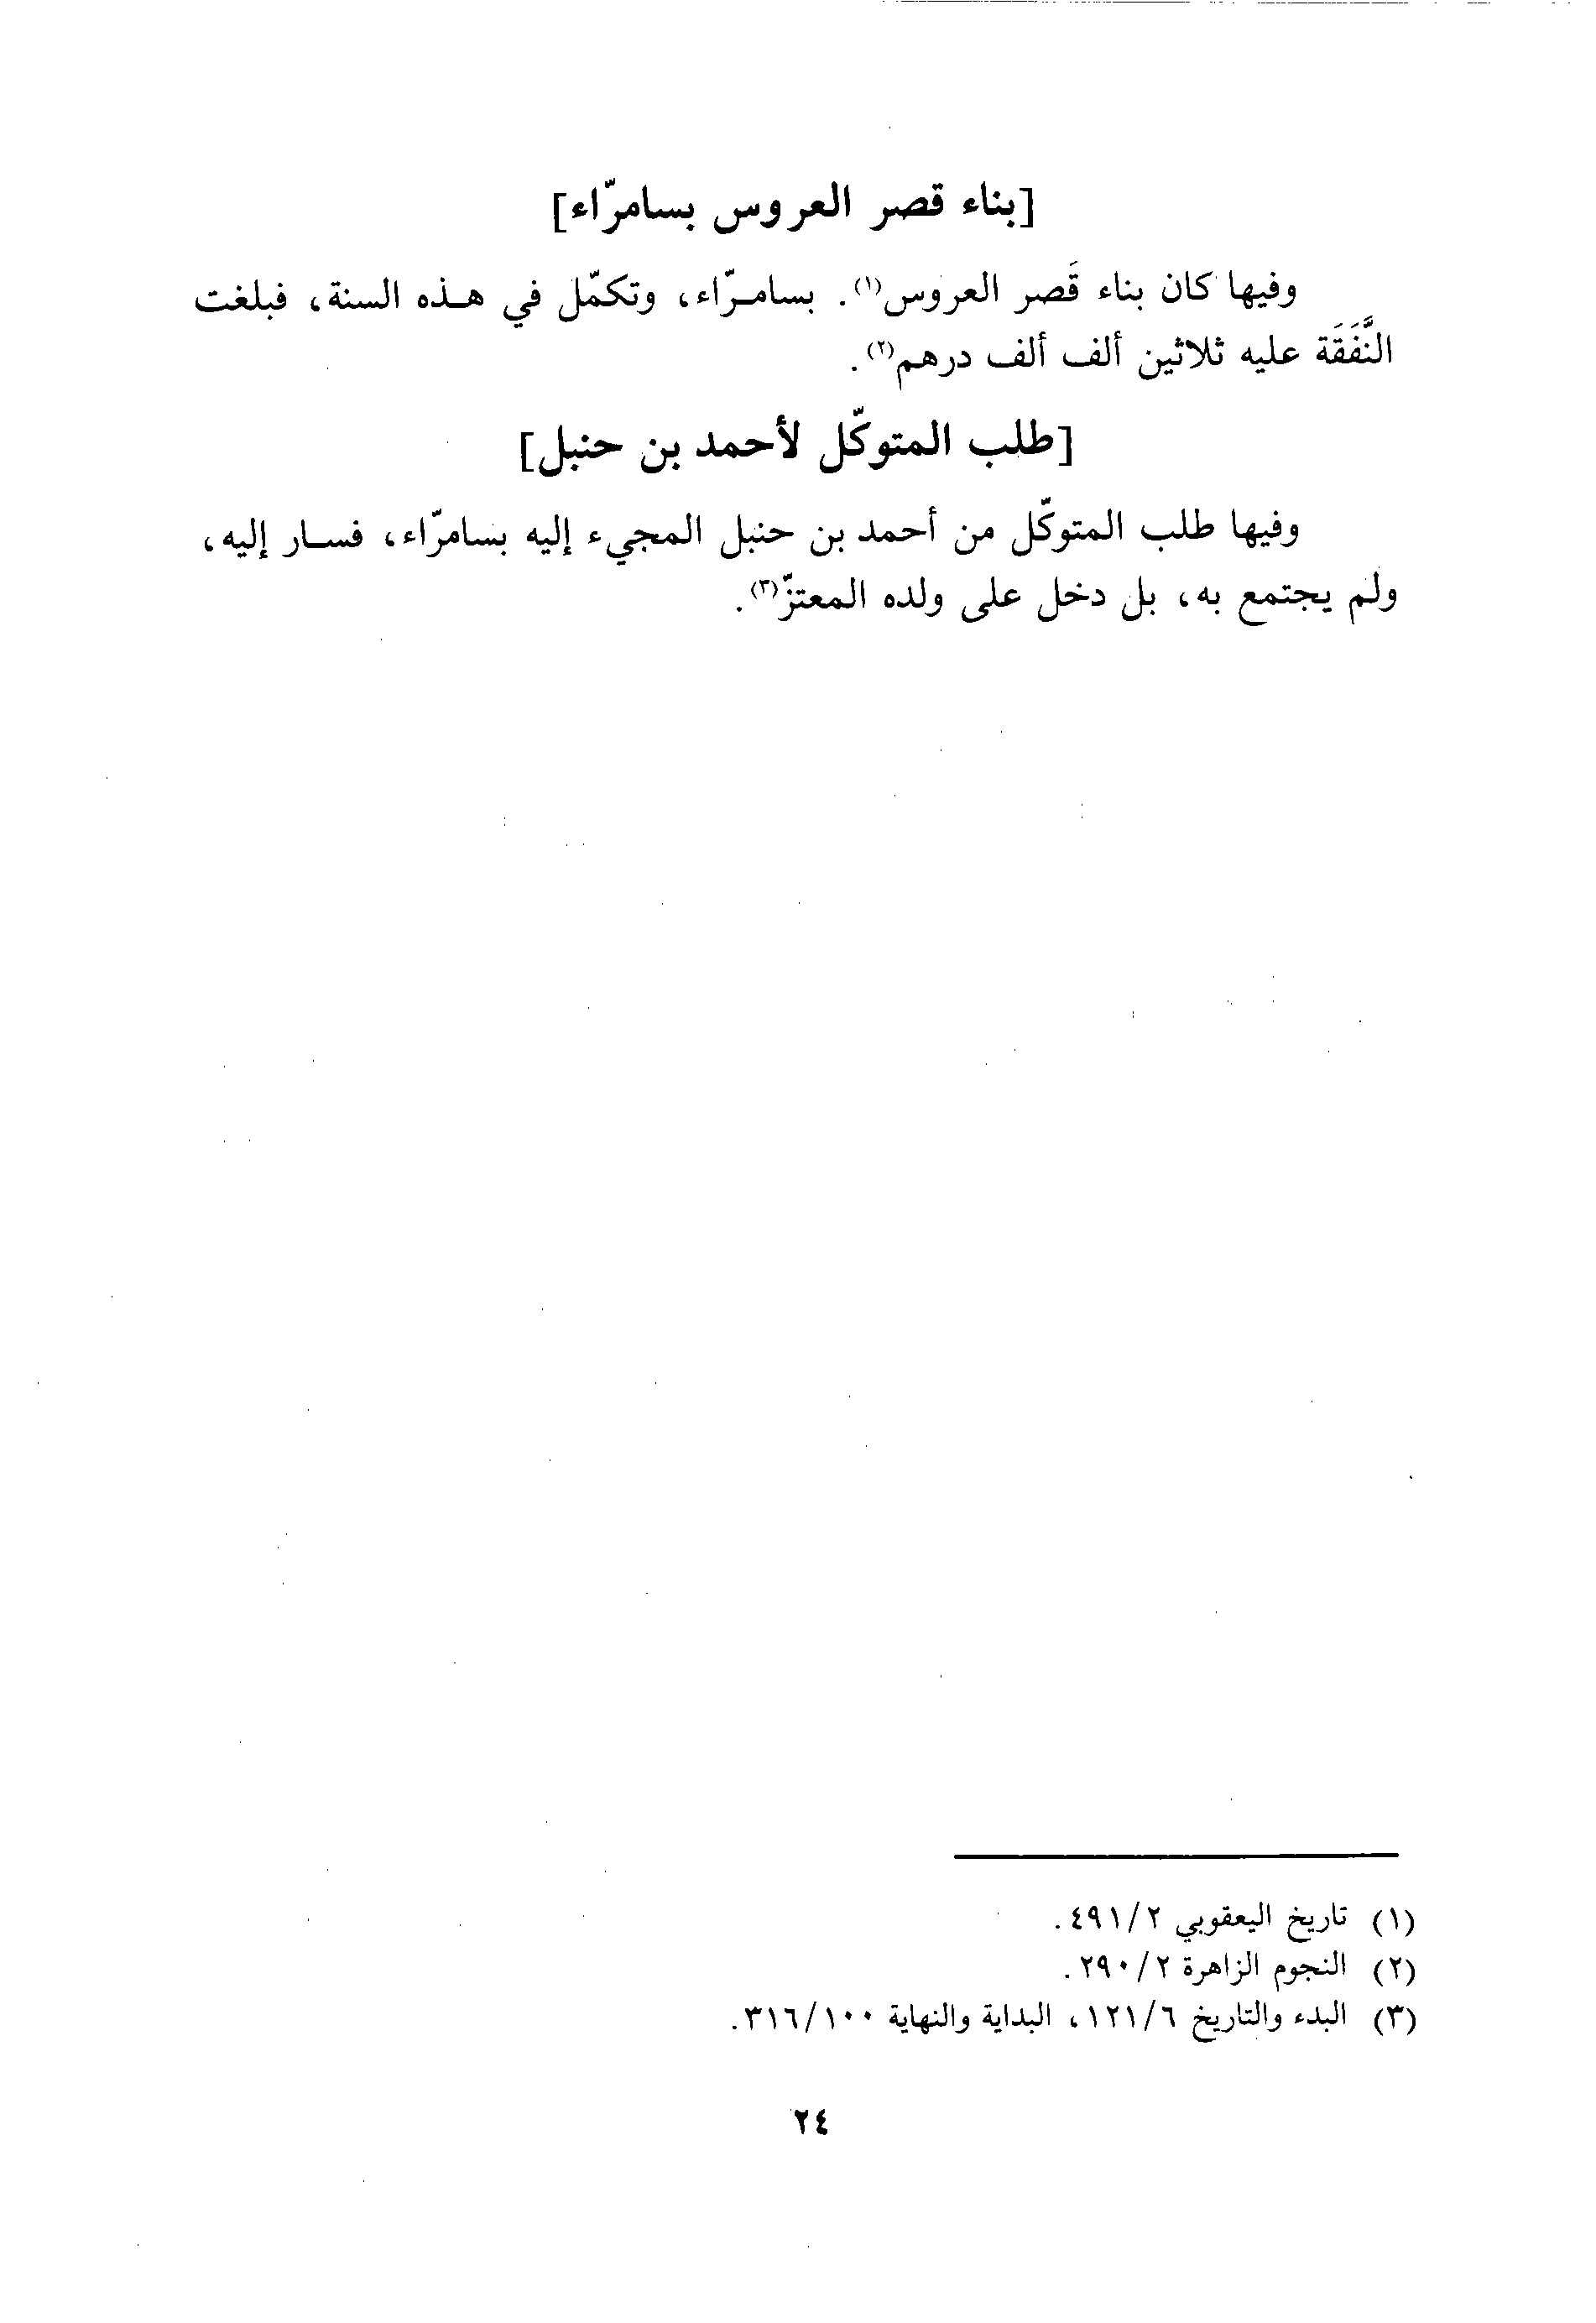 [بناء قصر العروس بسامرّاء]
وفيها كان بناء قَصر العروس(١). بسامرّاء، وتكمّل في هذه السنة، فبلغت
النَّفَقَة عليه ثلاثين ألف ألف درهم(٢).
[طلب المتوكّل لأحمد بن حنبل]
وفيها طلب المتوكّل من أحمد بن حنبل المجيء إليه بسامرّاء، فسار إليه،
ولم يجتمع به، بل دخل على ولده المعتزّ(٣).
(١) تاريخ اليعقوبي ٢/ ٤٩١.
(٢) النجوم الزاهرة ٢/ ٢٩٠.
(٣) البدء والتاريخ ٦/ ١٢١، البداية والنهاية ١٠٠/ ٣١٦.
٢٤